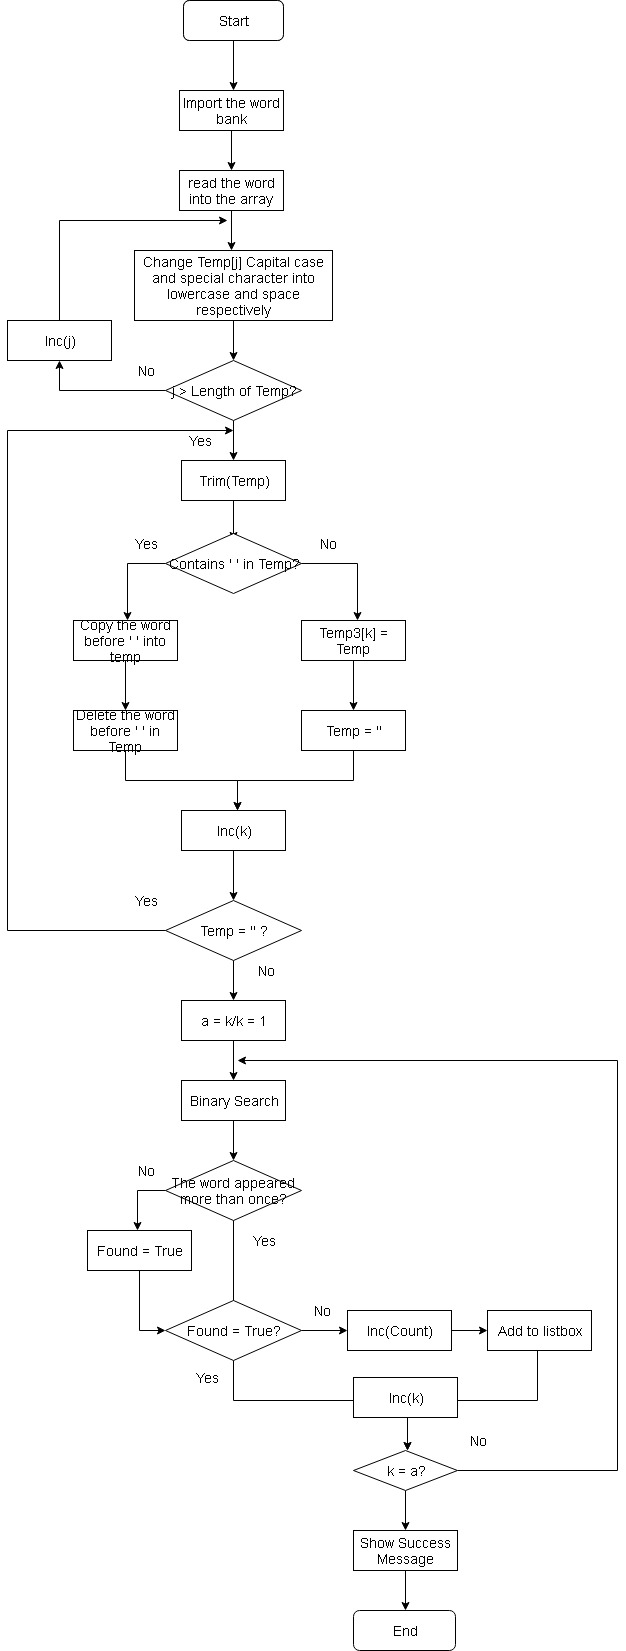 Start
Import the word
bank
read the word
into the array
Change Temp[j] Capital case
and special character into
lowercase and space
respectively
Inc(j)
No
j > Length of Temp?
Yes
Trim(Temp)
Yes
No
Contains ' ' in Temp?
Copy the word
before ' ' into
temp
Temp3[k] =
Temp
Delete the word
before ' ' in
Temp
Temp = ''
Inc(k)
Yes
Temp = '' ?
No
a = k/k = 1
Binary Search
No
The word appeared
more than once?
Yes
Found = True
No
Found = True?
Inc(Count)
Add to listbox
Yes
Inc(k)
No
k = a?
Show Success
Message
End